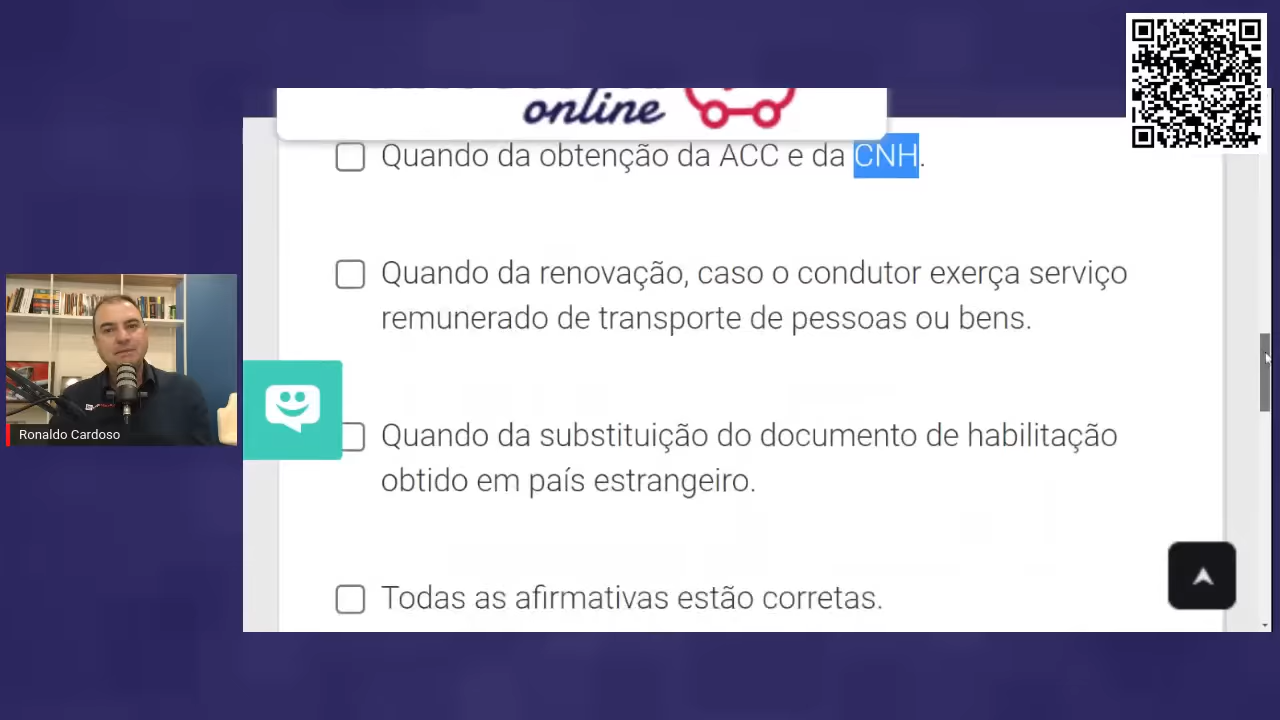 online
Quando da obtenção da ACC e da CNH.
Quando da renovação, caso o condutor exerça serviço
remunerado de transporte de pessoas ou bens.
Quando da substituição do documento de habilitação
obtido em país estrangeiro.
Todas as afirmativas estão corretas.
Ronaldo Cardoso